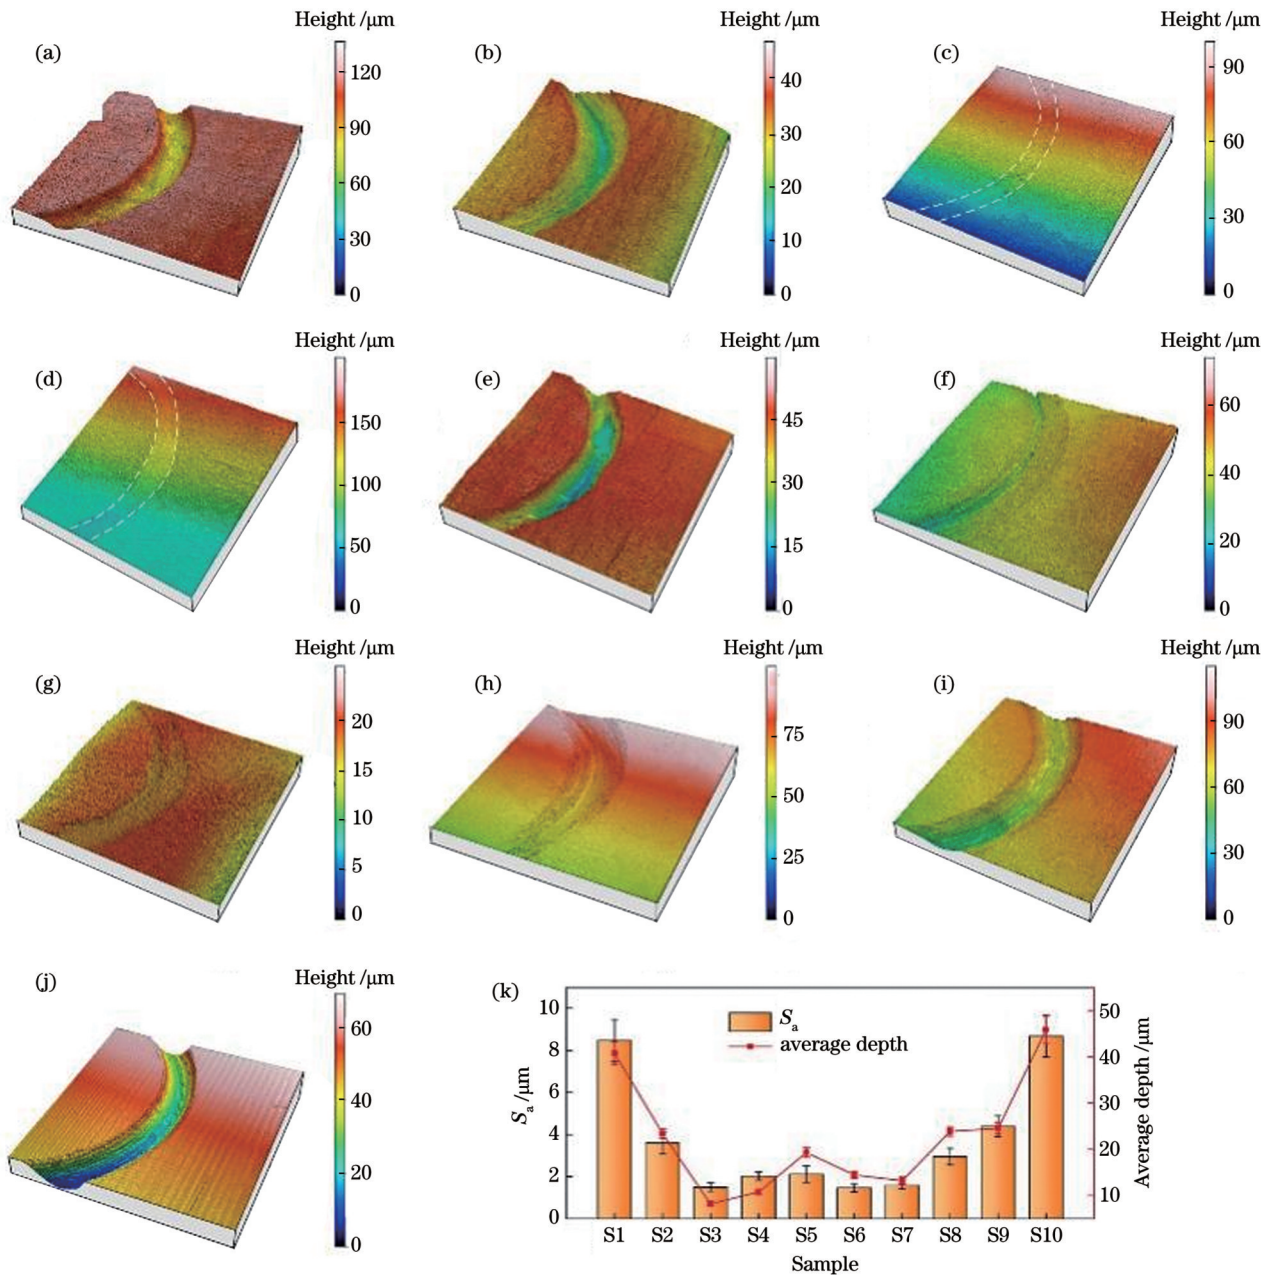 Height /μm
Height /μm
Height /μm
(a)
(b)
(c)
120
90
60
30
0
40
30
20
10
0
90
60
30
0
Height /μm
Height /μm
Height /μm
(d)
(e)
(f)
150
100
50
0
45
30
15
0
60
40
20
0
Height /μm
Height /μm
Height /μm
(g)
(h)
(i)
20
15
10
5
0
75
50
25
0
90
60
30
0
Height /μm
(j)
60
40
20
0
(k)
10
8
6
4
2
0
Sa /μm
Sa
average depth
50
40
30
20
10
Average depth /μm
S1 S2 S3 S4 S5 S6 S7 S8 S9 S10
Sample